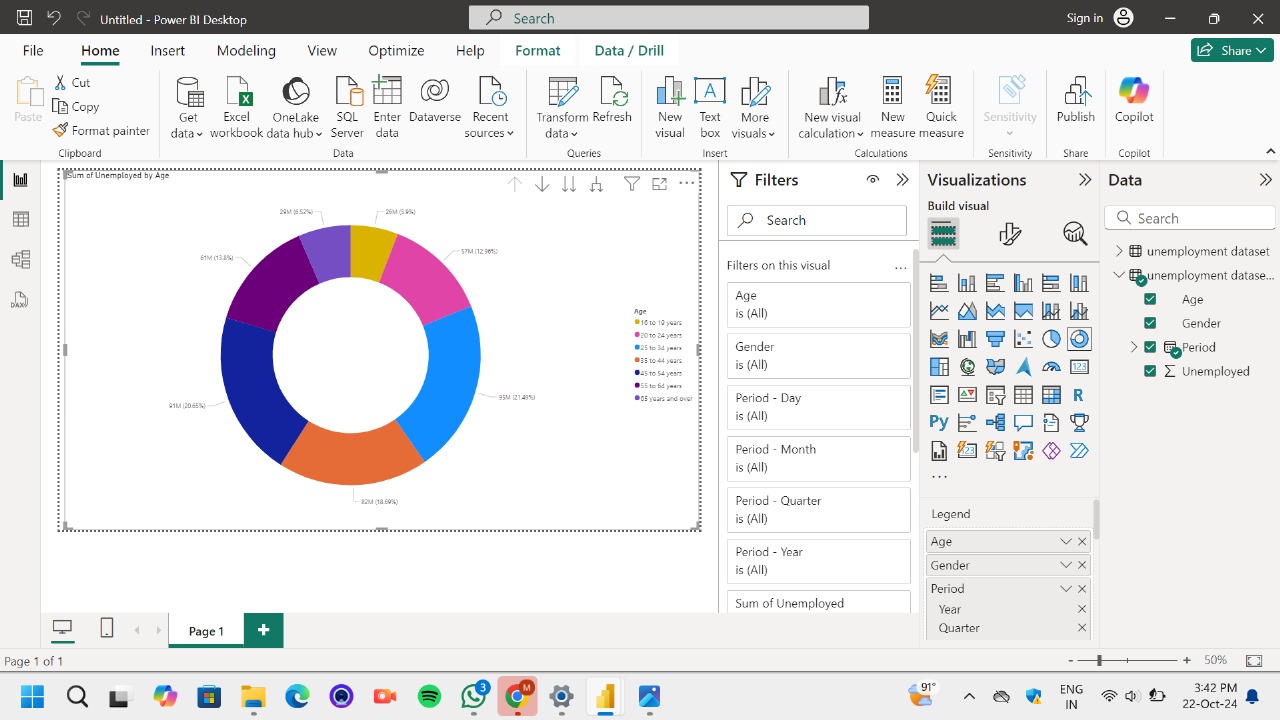 Untitled - Power BI Desktop
Search
Sign in
File Home Insert Modeling View Optimize Help Format Data / Drill
Share
Paste
Cut
Copy
Format painter
Clipboard
Get data
Excel workbook
OneLake data hub
SQL Server
Enter data
Dataverse
Recent sources
Data
Transform data
Refresh
Queries
New visual
Text box
More visuals
Insert
New visual calculation
New measure
Quick measure
Calculations
Sensitivity
Sensitivity
Publish
Share
Copilot
Copilot
DAX
Sum of Unemployed by Age
29M (6.52%)
26M (5.9%)
57M (12.96%)
61M (13.8%)
95M (21.49%)
91M (20.65%)
82M (18.69%)
Age
16 to 19 years
20 to 24 years
25 to 34 years
35 to 44 years
45 to 54 years
55 to 64 years
65 years and over
Filters
Search
Filters on this visual
...
Age
is (All)
Gender
is (All)
Period - Day
is (All)
Period - Month
is (All)
Period - Quarter
is (All)
Period - Year
is (All)
Sum of Unemployed
Visualizations
Build visual
123
R
Py
123
...
Legend
Age
Gender
Period
Year
Quarter
Data
Search
unemployment dataset
unemployment datase...
Age
Gender
Period
Unemployed
Page 1
Page 1 of 1
- + 50%
3
M
91°
ENG
IN
3:42 PM
22-Oct-24